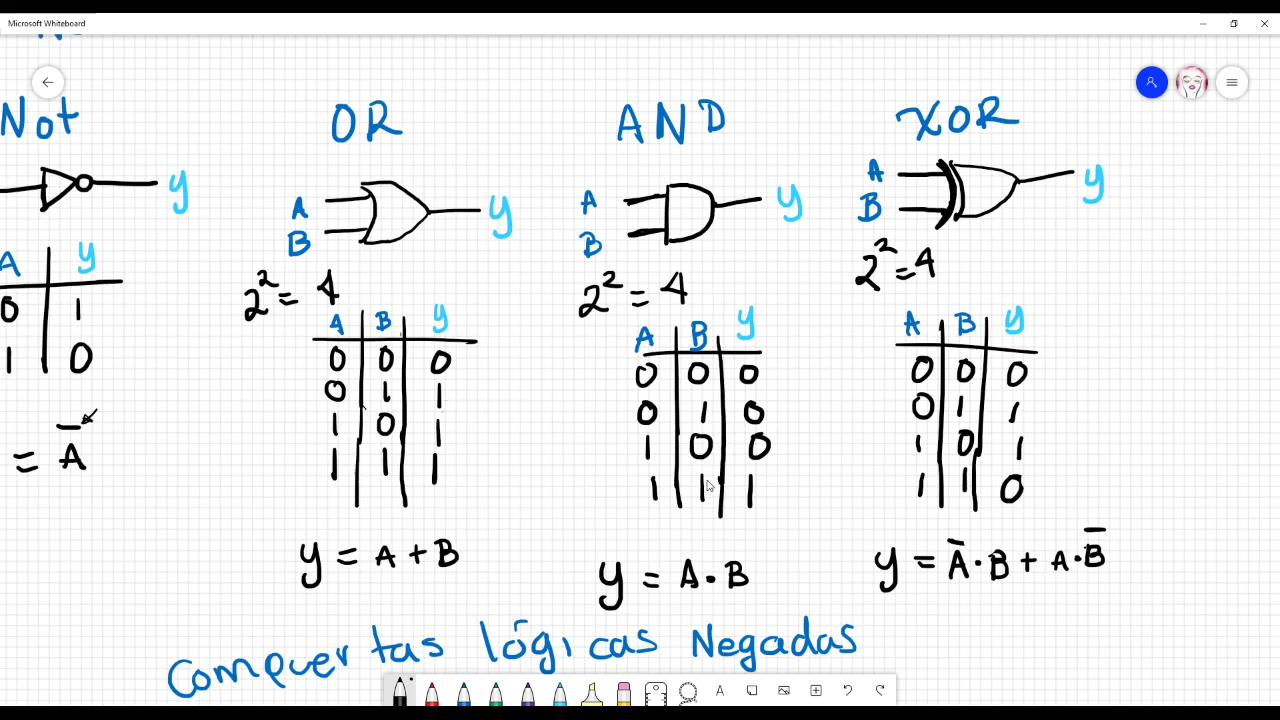 Microsoft Whiteboard
Not
y
A y
0 1
1 0
= A̅
OR
A
B
y
2² = 4
A B y
0 0 0
0 1 1
1 0 1
1 1 1
y = A + B
AND
A
B
y
2² = 4
A B y
0 0 0
0 1 0
1 0 0
1 1 1
y = A · B
XOR
A
B
y
2² = 4
A B y
0 0 0
0 1 1
1 0 1
1 1 0
y = A̅ · B + A · B̅
Compuertas lógicas Negadas